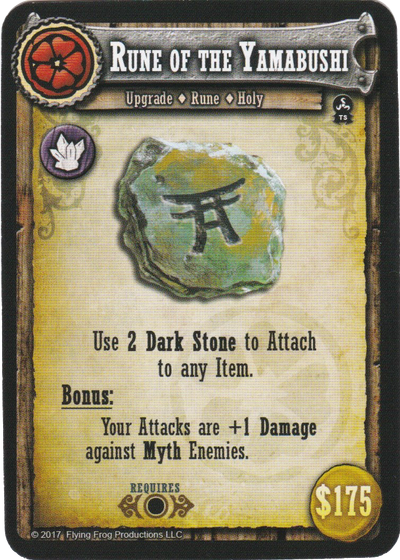 Rune of the Yamabushi
Upgrade ♦ Rune ♦ Holy
TS
Use 2 Dark Stone to Attach
to any Item.
Bonus:
Your Attacks are +1 Damage
against Myth Enemies.
REQUIRES
$175
© 2017, Flying Frog Productions LLC